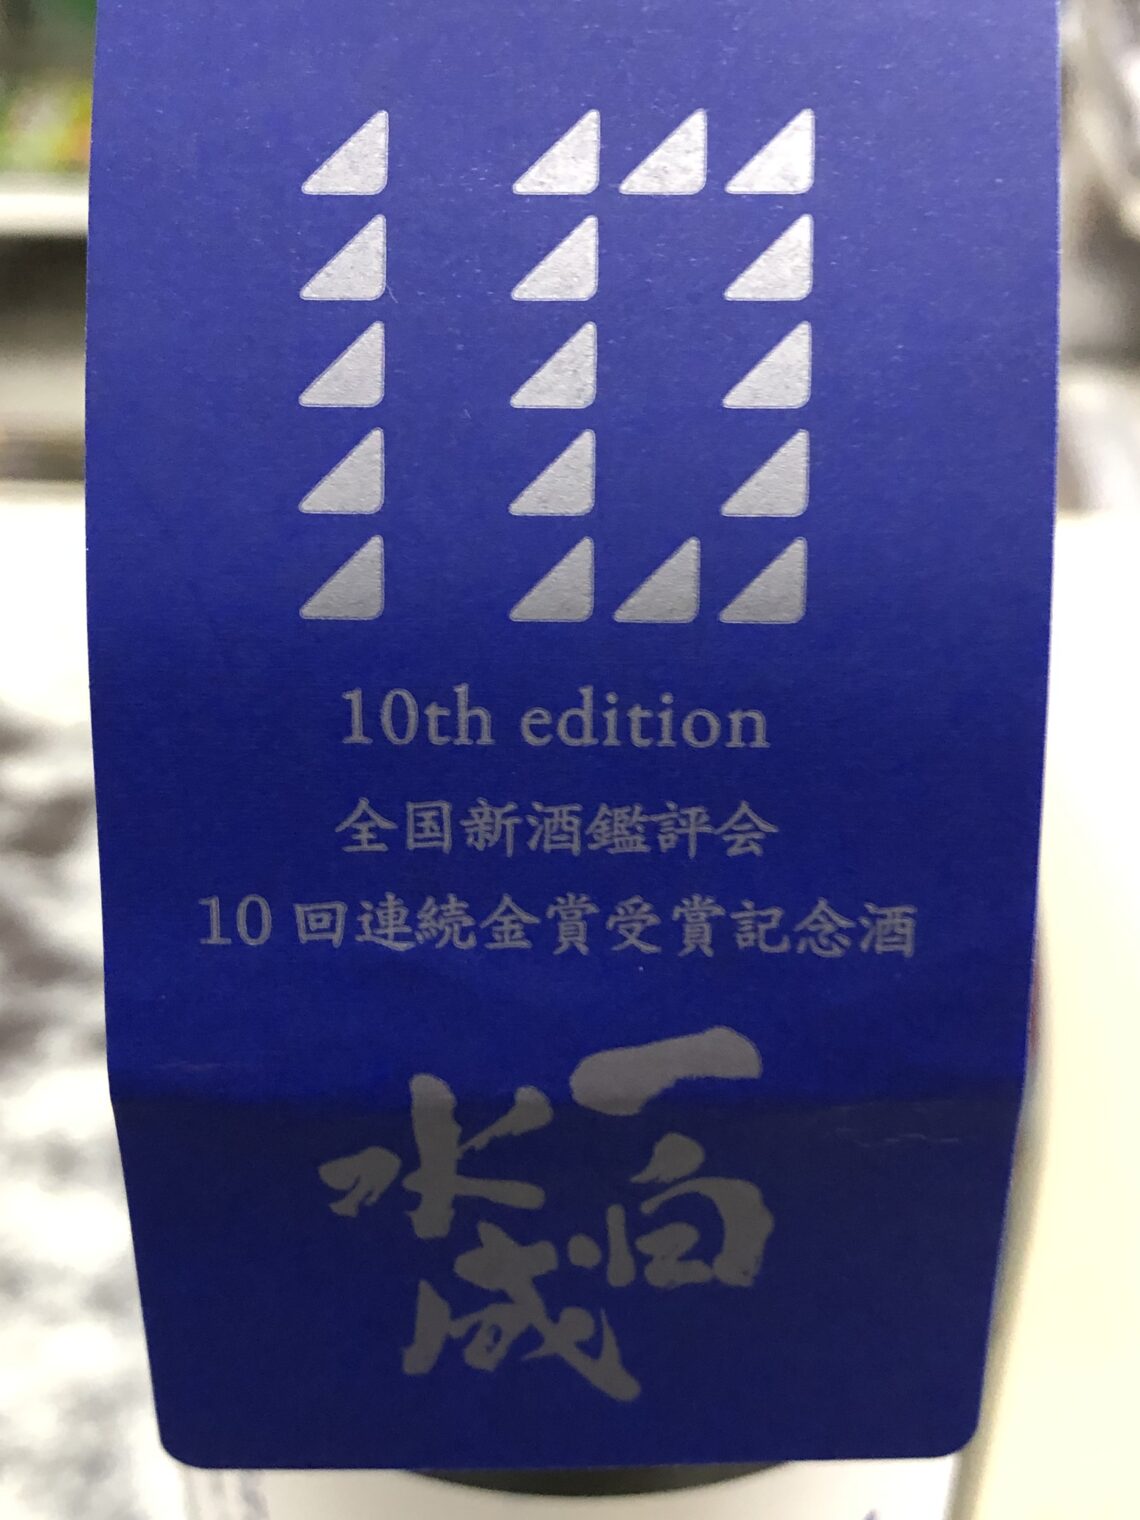 10
10th edition
全国新酒鑑評会
10回連続金賞受賞記念酒
一白
水成